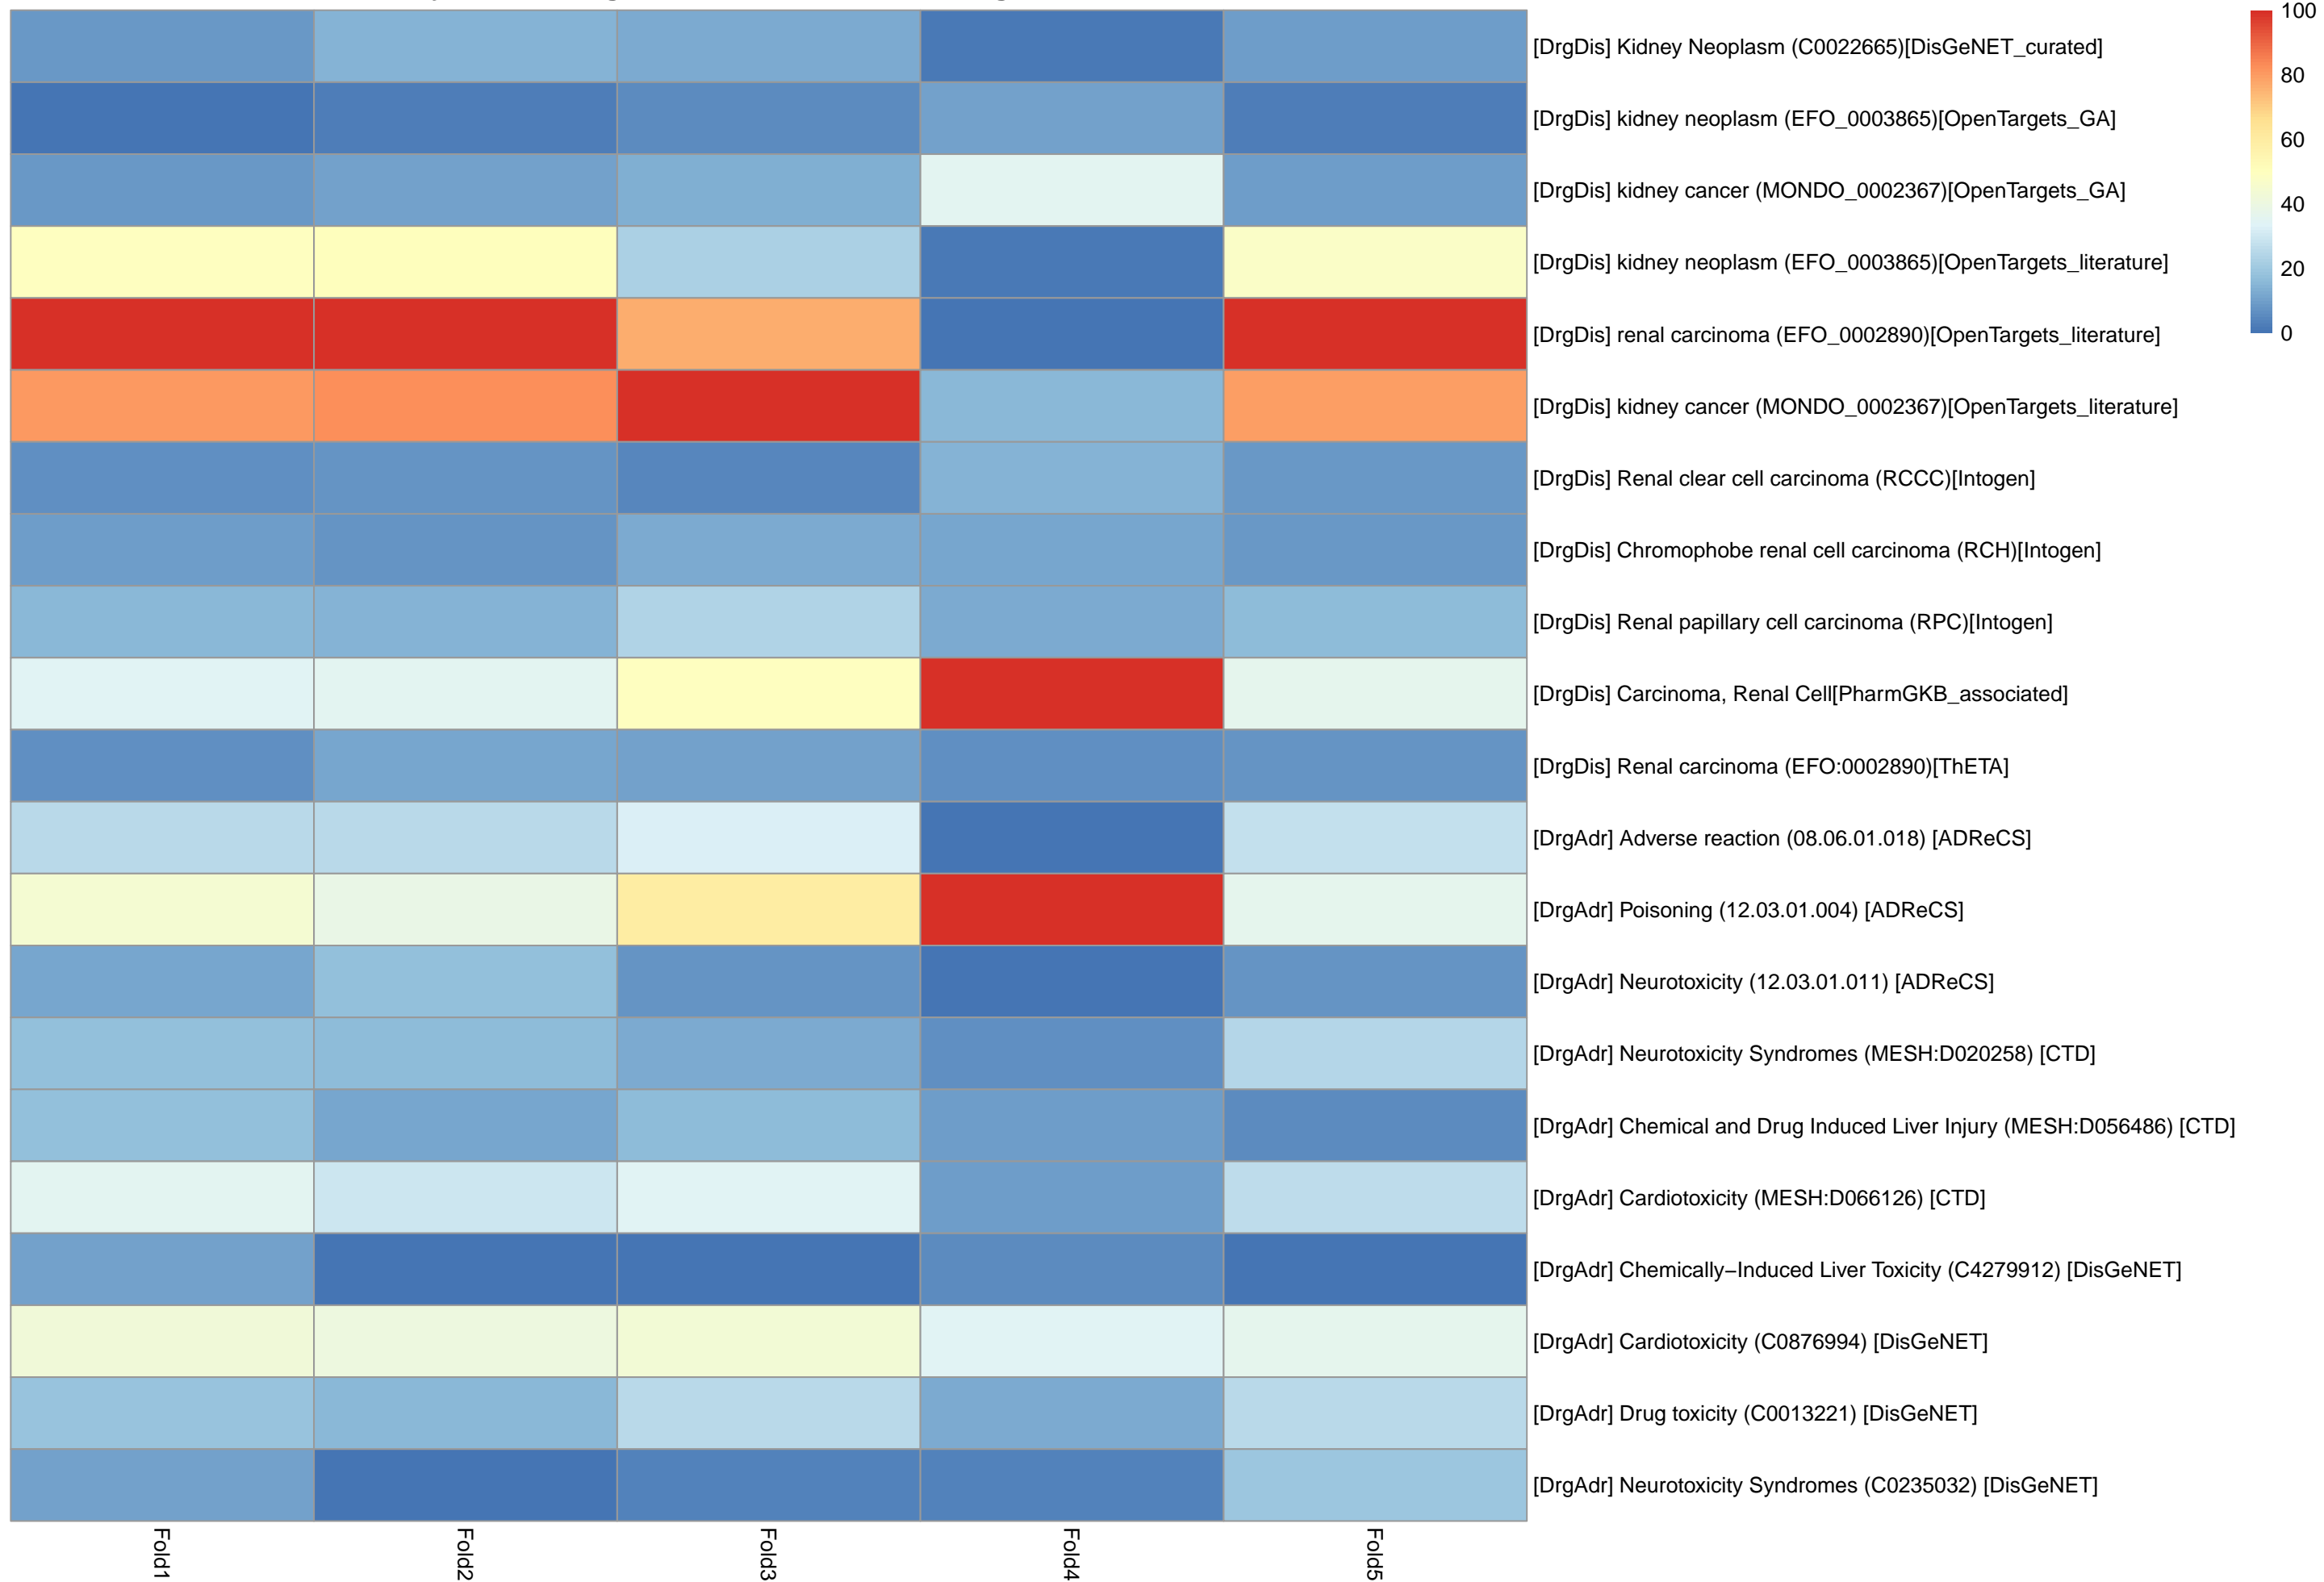 [DrgDis] Kidney Neoplasm (C0022665)[DisGeNET_curated]
[DrgDis] kidney neoplasm (EFO_0003865)[OpenTargets_GA]
[DrgDis] kidney cancer (MONDO_0002367)[OpenTargets_GA]
[DrgDis] kidney neoplasm (EFO_0003865)[OpenTargets_literature]
[DrgDis] renal carcinoma (EFO_0002890)[OpenTargets_literature]
[DrgDis] kidney cancer (MONDO_0002367)[OpenTargets_literature]
[DrgDis] Renal clear cell carcinoma (RCCC)[Intogen]
[DrgDis] Chromophobe renal cell carcinoma (RCH)[Intogen]
[DrgDis] Renal papillary cell carcinoma (RPC)[Intogen]
[DrgDis] Carcinoma, Renal Cell[PharmGKB_associated]
[DrgDis] Renal carcinoma (EFO:0002890)[ThETA]
[DrgAdr] Adverse reaction (08.06.01.018) [ADReCS]
[DrgAdr] Poisoning (12.03.01.004) [ADReCS]
[DrgAdr] Neurotoxicity (12.03.01.011) [ADReCS]
[DrgAdr] Neurotoxicity Syndromes (MESH:D020258) [CTD]
[DrgAdr] Chemical and Drug Induced Liver Injury (MESH:D056486) [CTD]
[DrgAdr] Cardiotoxicity (MESH:D066126) [CTD]
[DrgAdr] Chemically−Induced Liver Toxicity (C4279912) [DisGeNET]
[DrgAdr] Cardiotoxicity (C0876994) [DisGeNET]
[DrgAdr] Drug toxicity (C0013221) [DisGeNET]
[DrgAdr] Neurotoxicity Syndromes (C0235032) [DisGeNET]
100
80
60
40
20
0
Fold1
Fold2
Fold3
Fold4
Fold5